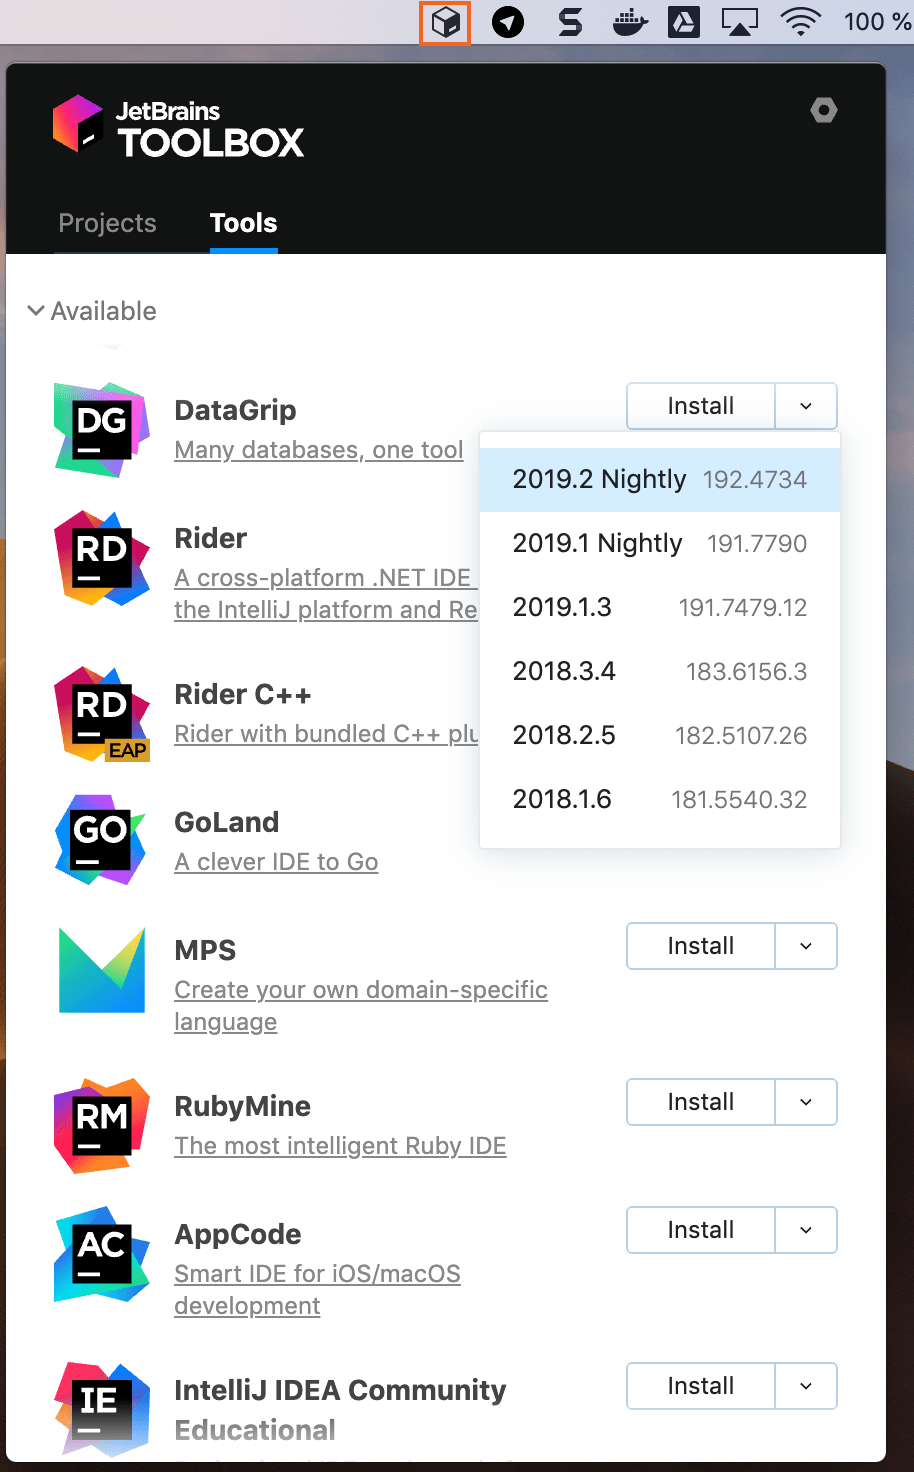 100 %
JetBrains
TOOLBOX
Projects Tools
Available
DG
DataGrip
Many databases, one tool
Install
2019.2 Nightly 192.4734
2019.1 Nightly 191.7790
2019.1.3 191.7479.12
2018.3.4 183.6156.3
2018.2.5 182.5107.26
2018.1.6 181.5540.32
RD
Rider
A cross-platform .NET IDE
the IntelliJ platform and Re
RD
EAP
Rider C++
Rider with bundled C++ plu
GO
GoLand
A clever IDE to Go
MPS
Create your own domain-specific
language
Install
RM
RubyMine
The most intelligent Ruby IDE
Install
AC
AppCode
Smart IDE for iOS/macOS
development
Install
IE
IntelliJ IDEA Community
Educational
Install